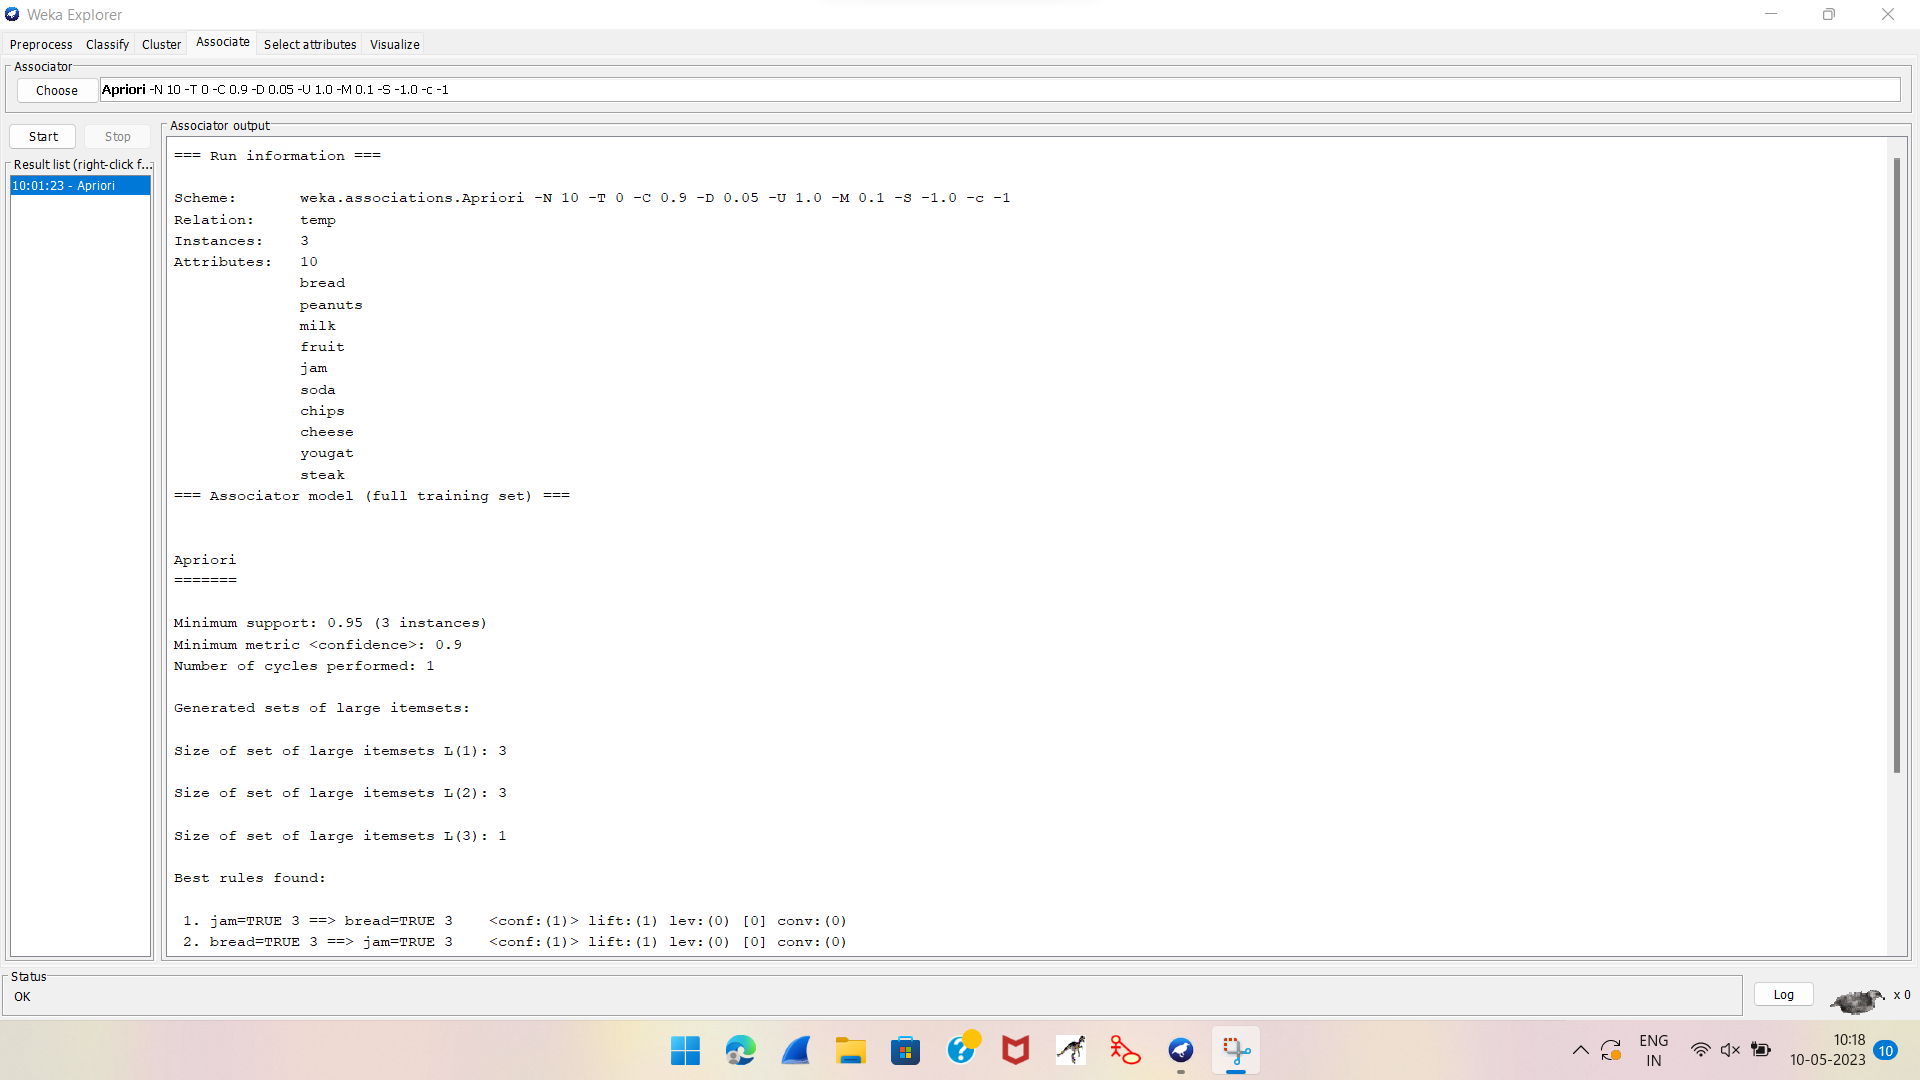 Weka Explorer
Preprocess Classify Cluster Associate Select attributes Visualize
Associator
Choose Apriori -N 10 -T 0 -C 0.9 -D 0.05 -U 1.0 -M 0.1 -S -1.0 -c -1
Start Stop
Result list (right-click f...
10:01:23 - Apriori
Associator output
=== Run information ===
Scheme: weka.associations.Apriori -N 10 -T 0 -C 0.9 -D 0.05 -U 1.0 -M 0.1 -S -1.0 -c -1
Relation: temp
Instances: 3
Attributes: 10
bread
peanuts
milk
fruit
jam
soda
chips
cheese
yougat
steak
=== Associator model (full training set) ===
Apriori
=======
Minimum support: 0.95 (3 instances)
Minimum metric <confidence>: 0.9
Number of cycles performed: 1
Generated sets of large itemsets:
Size of set of large itemsets L(1): 3
Size of set of large itemsets L(2): 3
Size of set of large itemsets L(3): 1
Best rules found:
1. jam=TRUE 3 ==> bread=TRUE 3 <conf:(1)> lift:(1) lev:(0) [0] conv:(0)
2. bread=TRUE 3 ==> jam=TRUE 3 <conf:(1)> lift:(1) lev:(0) [0] conv:(0)
Status
OK
Log
x 0
ENG
IN
10:18
10-05-2023
10